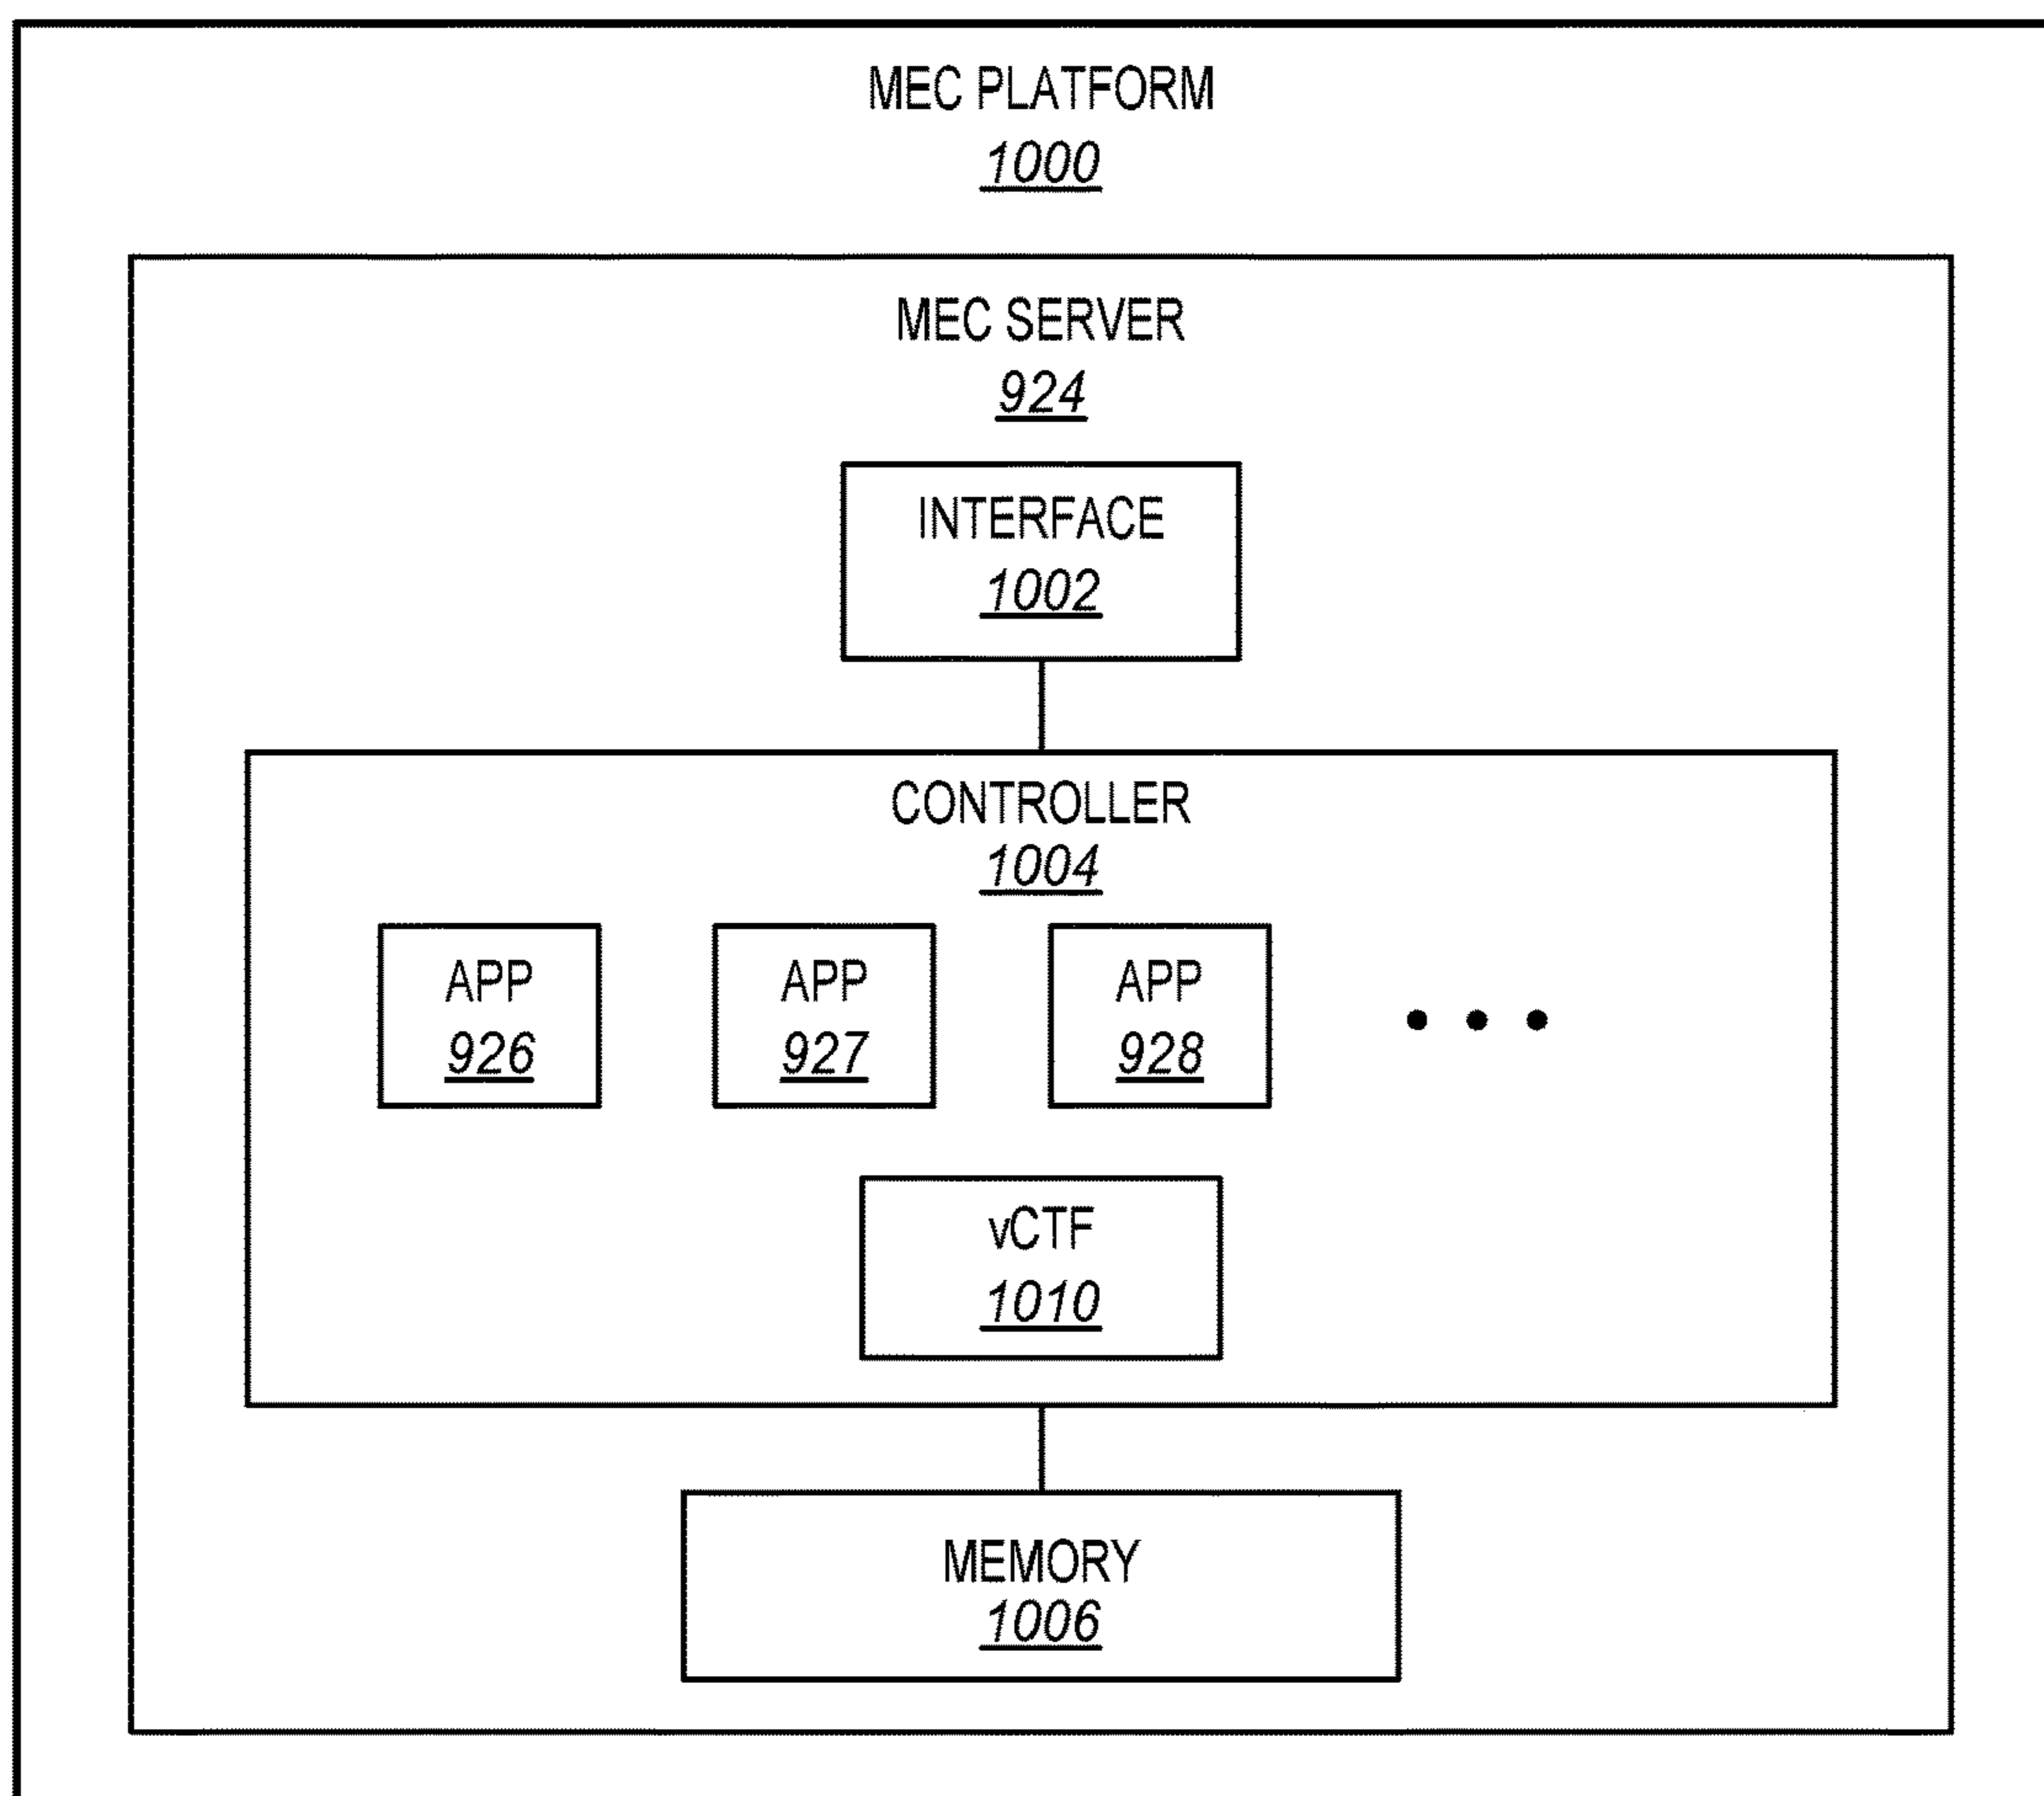 MEC PLATFORM
1000
MEC SERVER
924
INTERFACE
1002
CONTROLLER
1004
APP
926
APP
927
APP
928
• • •
vCTF
1010
MEMORY
1006